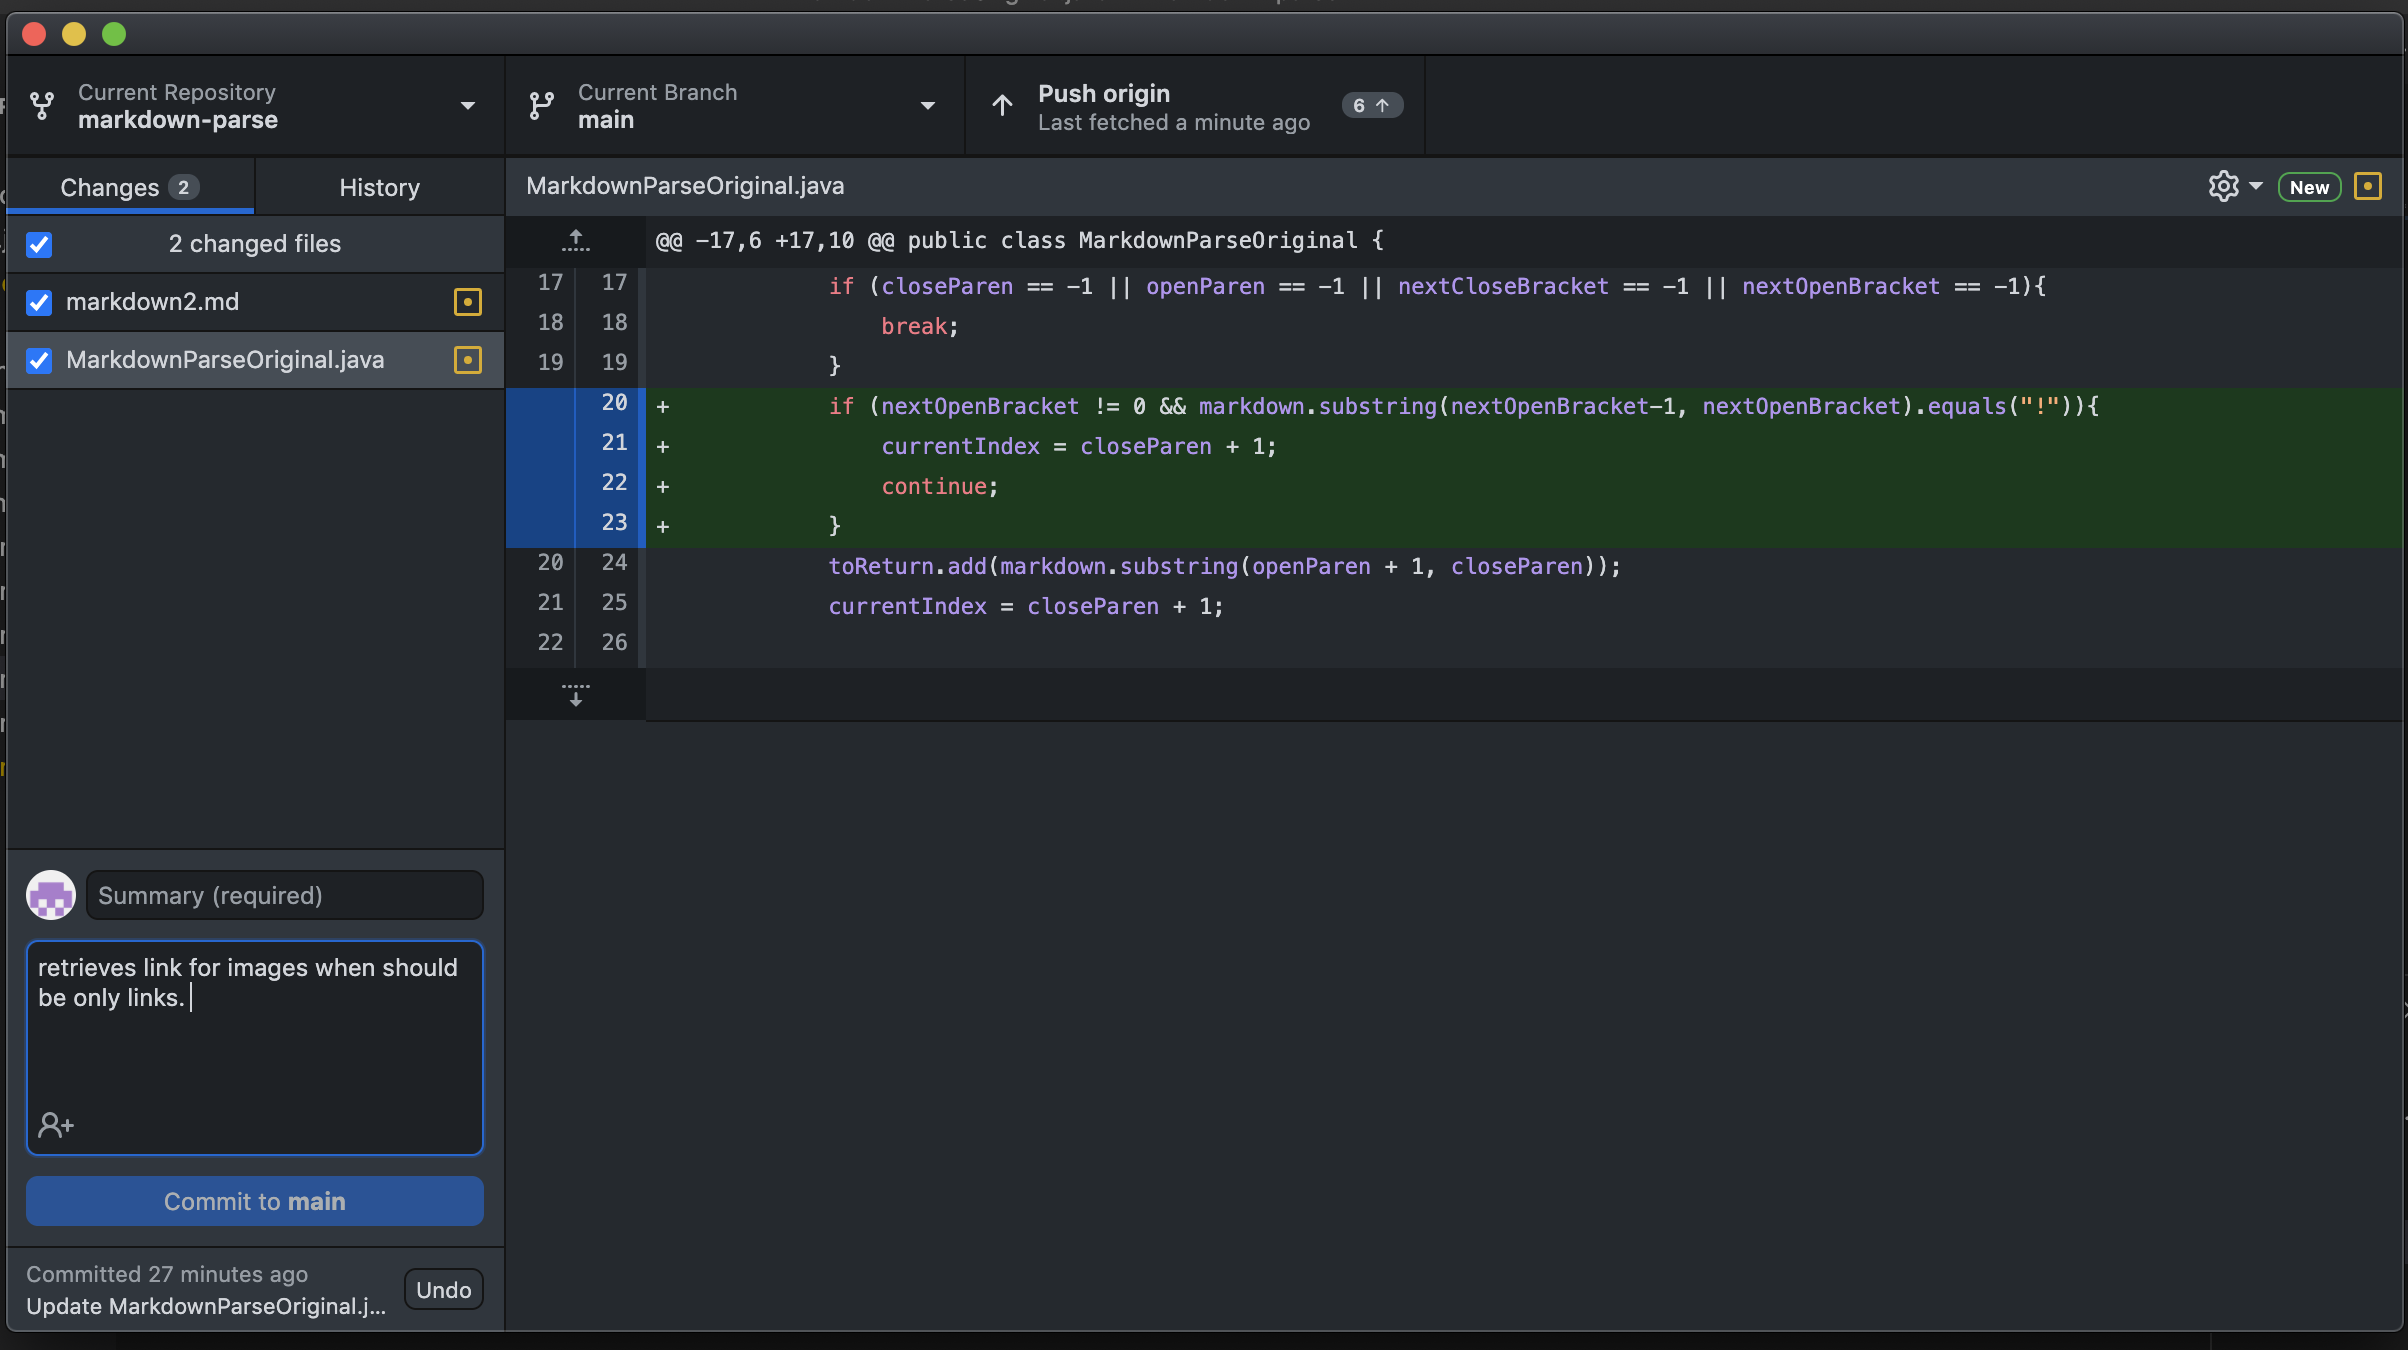 Current Repository
markdown-parse
Current Branch
main
Push origin
Last fetched a minute ago
6
Changes 2
History
MarkdownParseOriginal.java
New
2 changed files
markdown2.md
MarkdownParseOriginal.java
@@ -17,6 +17,10 @@ public class MarkdownParseOriginal {
17 17 if (closeParen == -1 || openParen == -1 || nextCloseBracket == -1 || nextOpenBracket == -1){
18 18 break;
19 19 }
20 + if (nextOpenBracket != 0 && markdown.substring(nextOpenBracket-1, nextOpenBracket).equals("!")){
21 + currentIndex = closeParen + 1;
22 + continue;
23 + }
20 24 toReturn.add(markdown.substring(openParen + 1, closeParen));
21 25 currentIndex = closeParen + 1;
22 26
Summary (required)
retrieves link for images when should
be only links.
Commit to main
Committed 27 minutes ago
Update MarkdownParseOriginal.j...
Undo